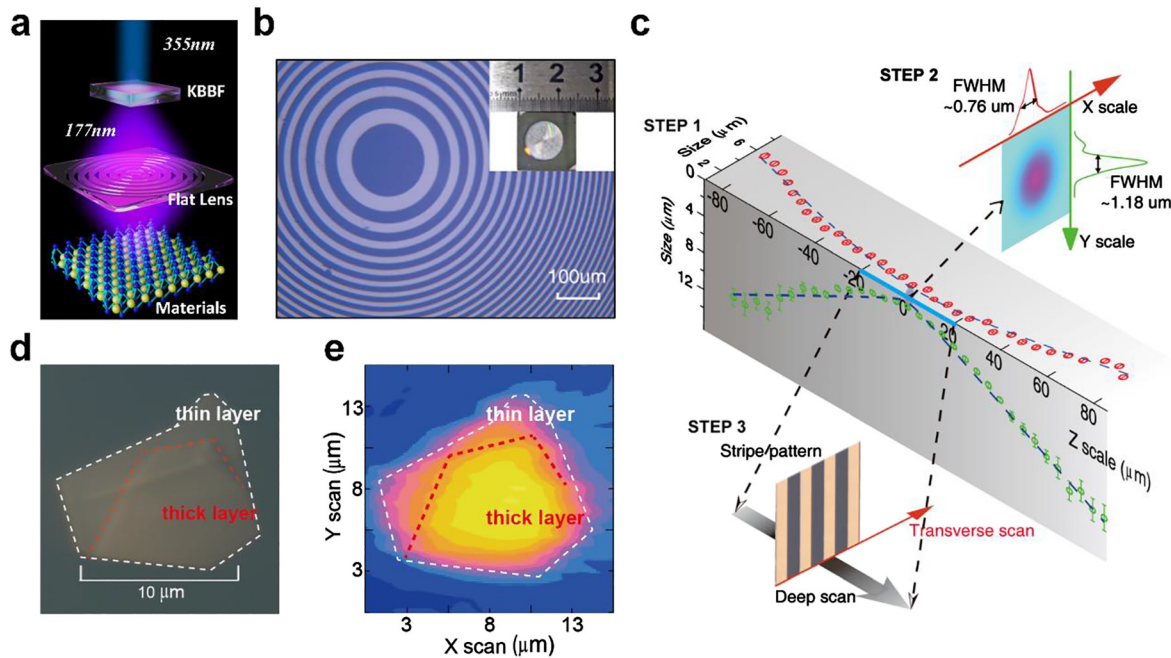 a
355nm
KBBF
177nm
Flat Lens
Materials
b
1 2 3
100um
c
STEP 2
FWHM
~0.76 um
X scale
FWHM
~1.18 um
Y scale
STEP 1
Size (μm)
2 6
0
4
8
12
Size (μm)
-80
-60
-40
-20
0
20
40
60
80
Z scale (μm)
STEP 3
Stripe pattern
Transverse scan
Deep scan
d
thin layer
thick layer
10 μm
e
thin layer
thick layer
13
8
3
Y scan (μm)
3 8 13
X scan (μm)